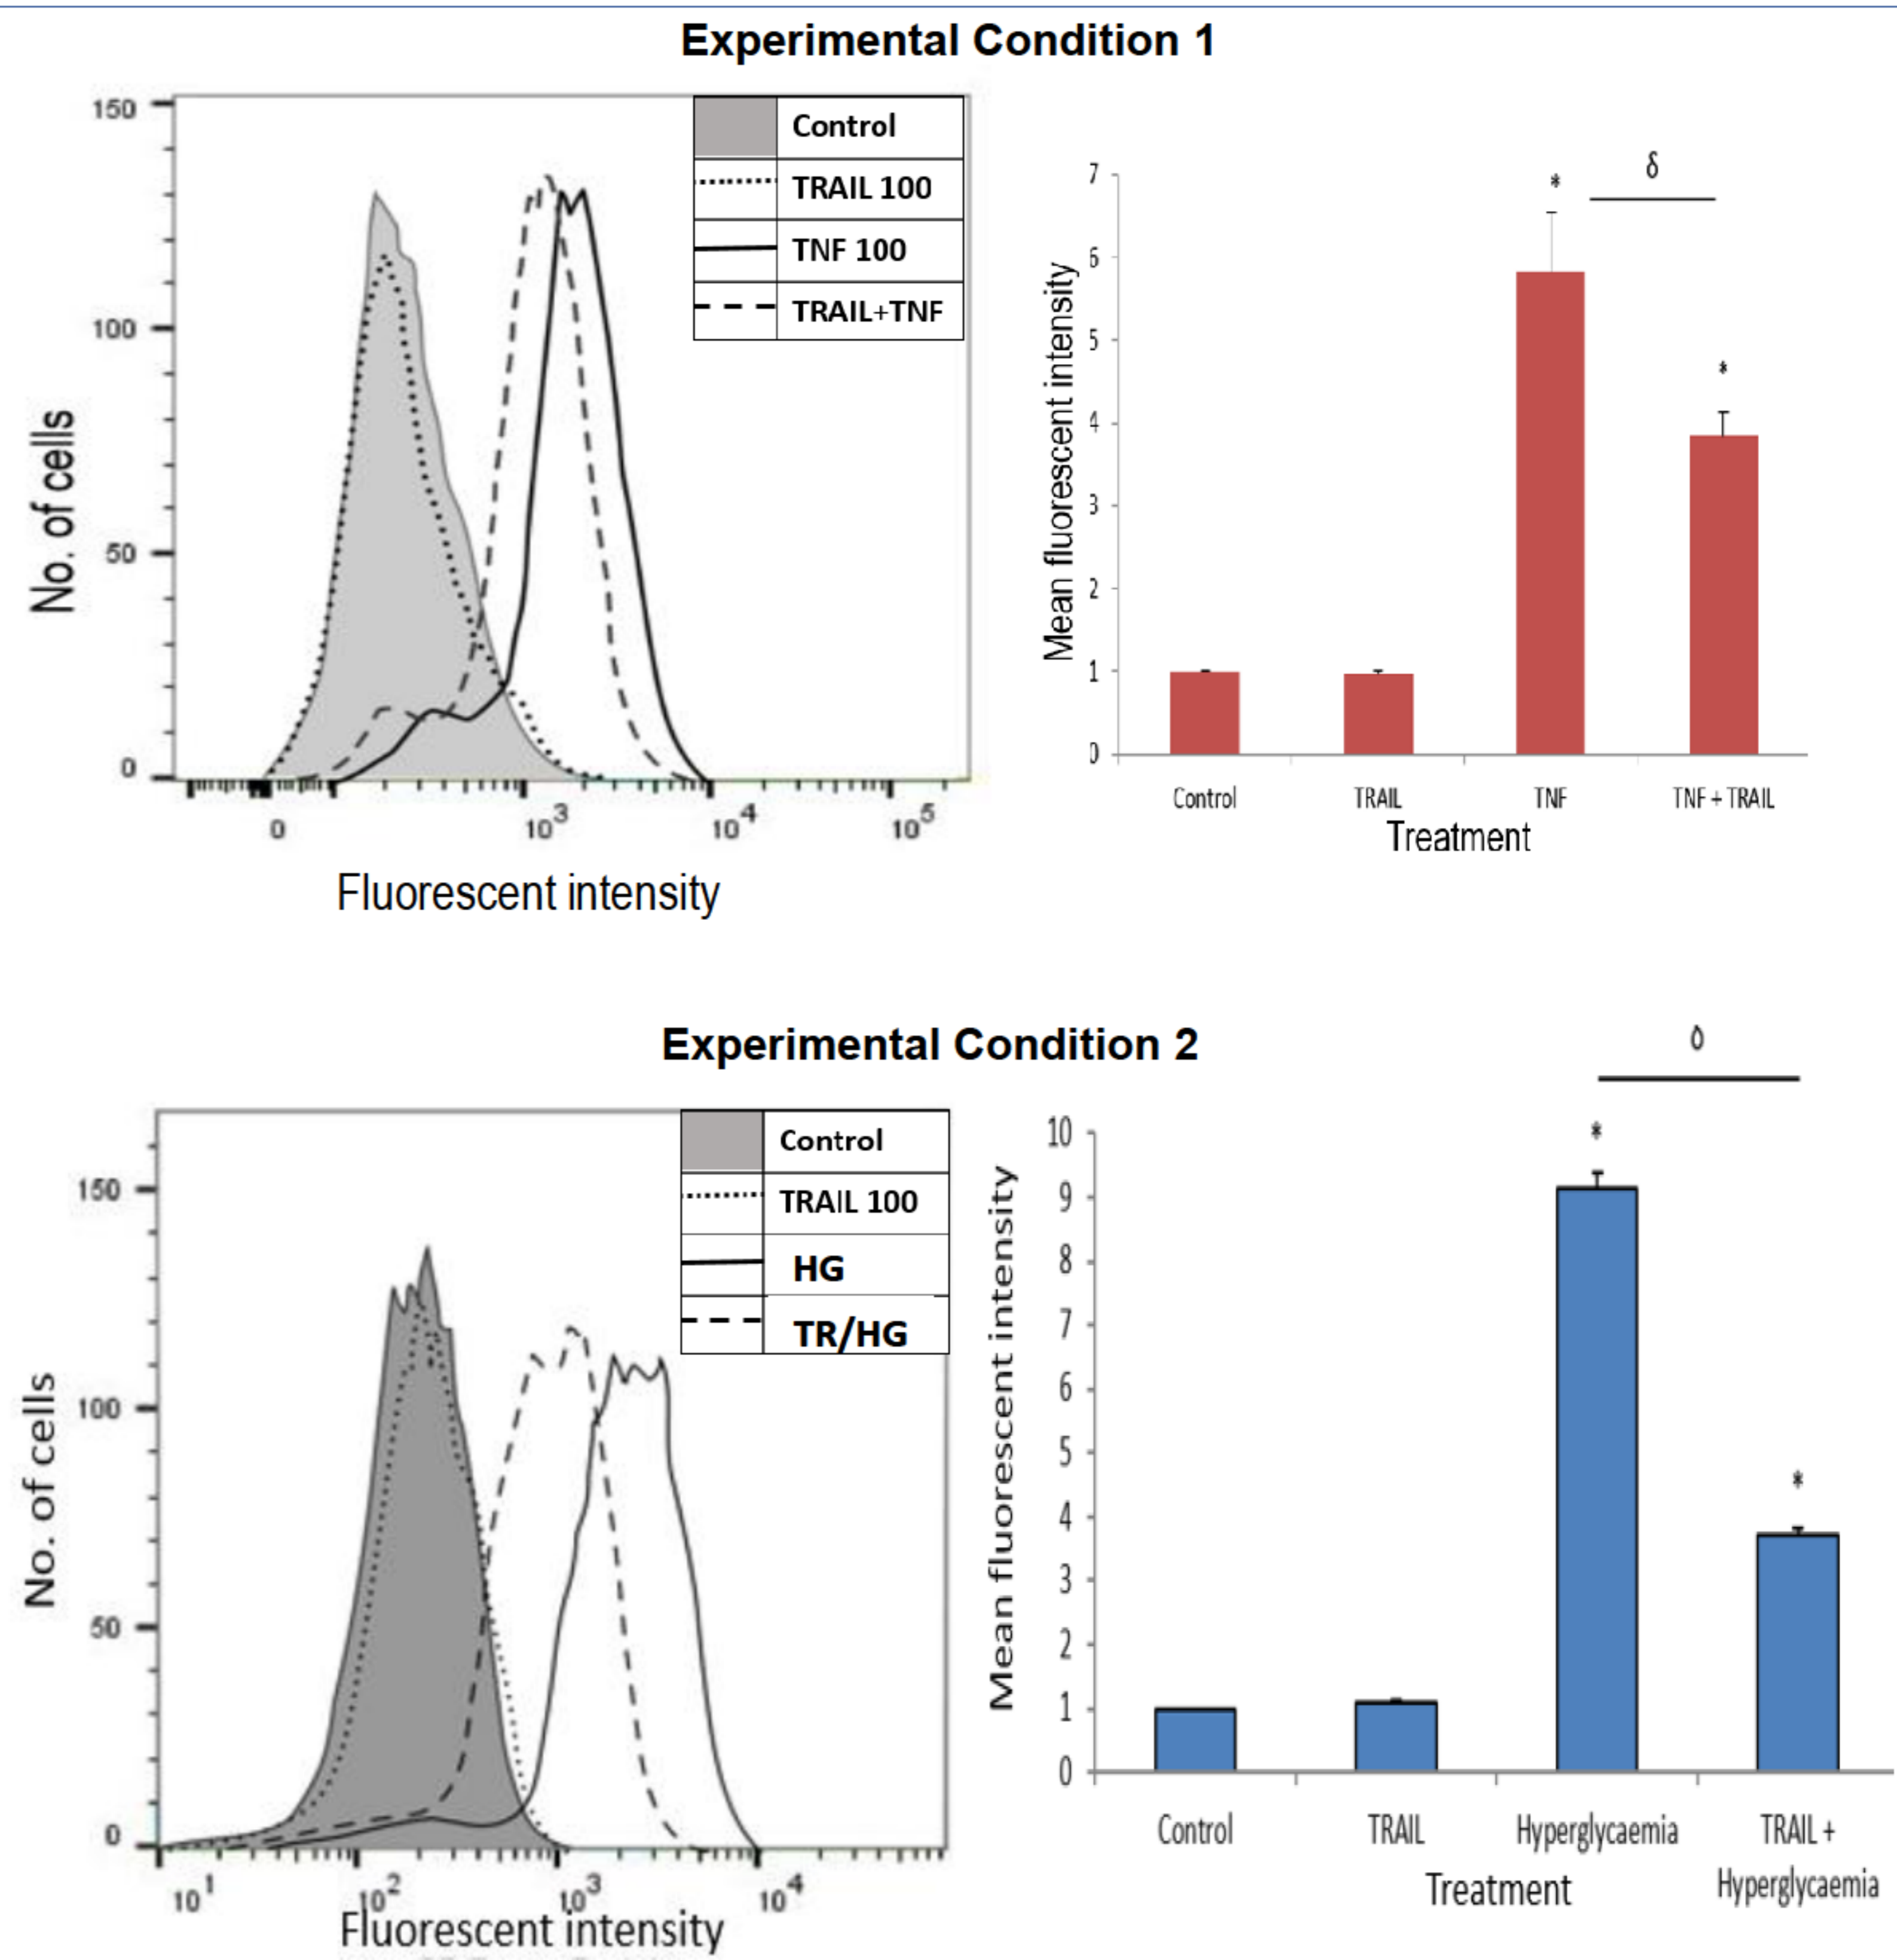 Experimental Condition 1
150
100
50
0
No. of cells
Control
TRAIL 100
TNF 100
TRAIL+TNF
0
10³
10⁴
10⁵
Fluorescent intensity
δ
*
*
7
6
5
4
3
2
1
0
Mean fluorescent intensity
Control
TRAIL
TNF
TNF + TRAIL
Treatment
Experimental Condition 2
150
100
50
0
No. of cells
Control
TRAIL 100
HG
TR/HG
10¹
10²
10³
10⁴
Fluorescent intensity
*
*
10
9
8
7
6
5
4
3
2
1
0
Mean fluorescent intensity
Control
TRAIL
Hyperglycaemia
TRAIL +
Hyperglycaemia
Treatment